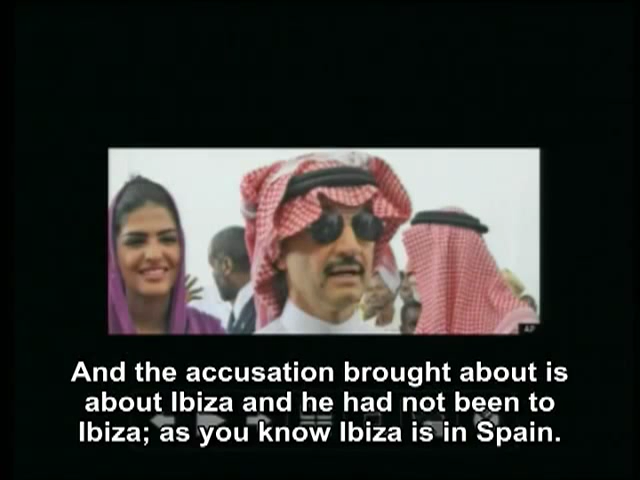 AP
And the accusation brought about is
about Ibiza and he had not been to
Ibiza; as you know Ibiza is in Spain.